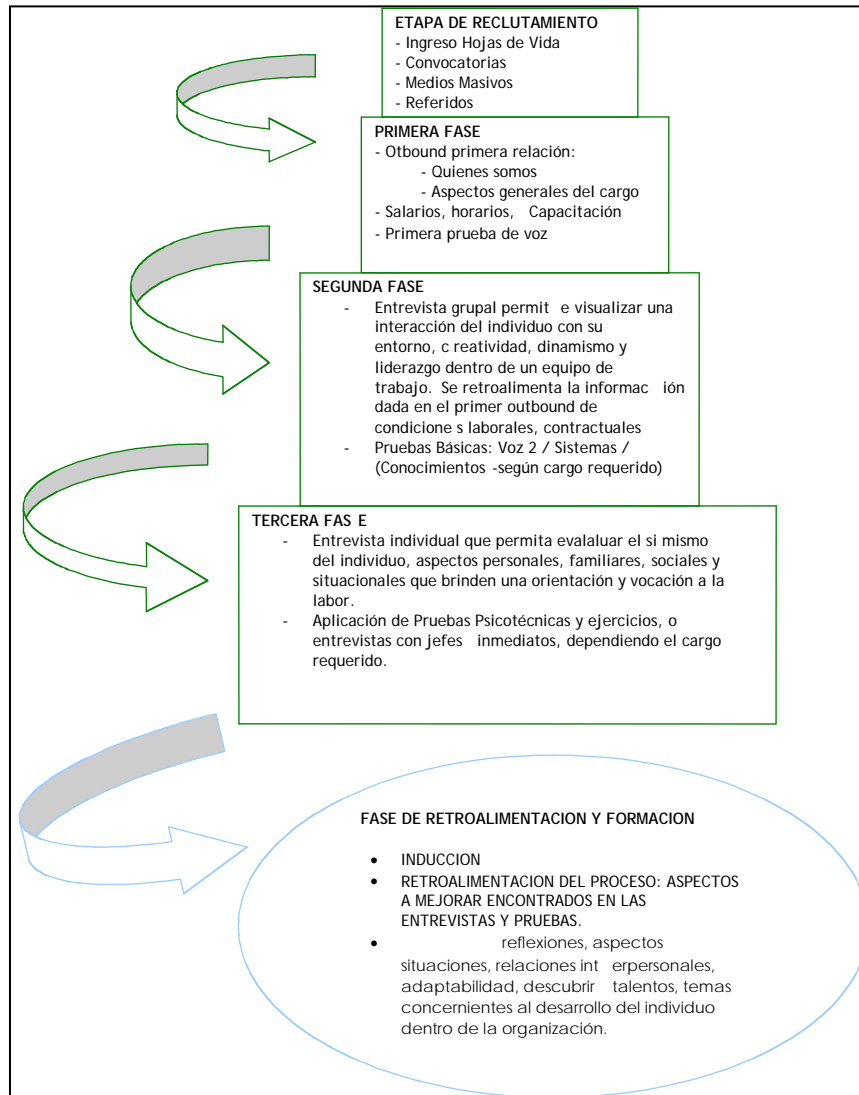 ETAPA DE RECLUTAMIENTO
- Ingreso Hojas de Vida
- Convocatorias
- Medios Masivos
- Referidos
PRIMERA FASE
- Otbound primera relación:
- Quienes somos
- Aspectos generales del cargo
- Salarios, horarios, Capacitación
- Primera prueba de voz
SEGUNDA FASE
- Entrevista grupal permit e visualizar una
interacción del individuo con su
entorno, c reatividad, dinamismo y
liderazgo dentro de un equipo de
trabajo. Se retroalimenta la informac ión
dada en el primer outbound de
condicione s laborales, contractuales
- Pruebas Básicas: Voz 2 / Sistemas /
(Conocimientos -según cargo requerido)
TERCERA FAS E
- Entrevista individual que permita evalaluar el si mismo
del individuo, aspectos personales, familiares, sociales y
situacionales que brinden una orientación y vocación a la
labor.
- Aplicación de Pruebas Psicotécnicas y ejercicios, o
entrevistas con jefes inmediatos, dependiendo el cargo
requerido.
FASE DE RETROALIMENTACION Y FORMACION
• INDUCCION
• RETROALIMENTACION DEL PROCESO: ASPECTOS
A MEJORAR ENCONTRADOS EN LAS
ENTREVISTAS Y PRUEBAS.
• reflexiones, aspectos
situaciones, relaciones int erpersonales,
adaptabilidad, descubrir talentos, temas
concernientes al desarrollo del individuo
dentro de la organización.